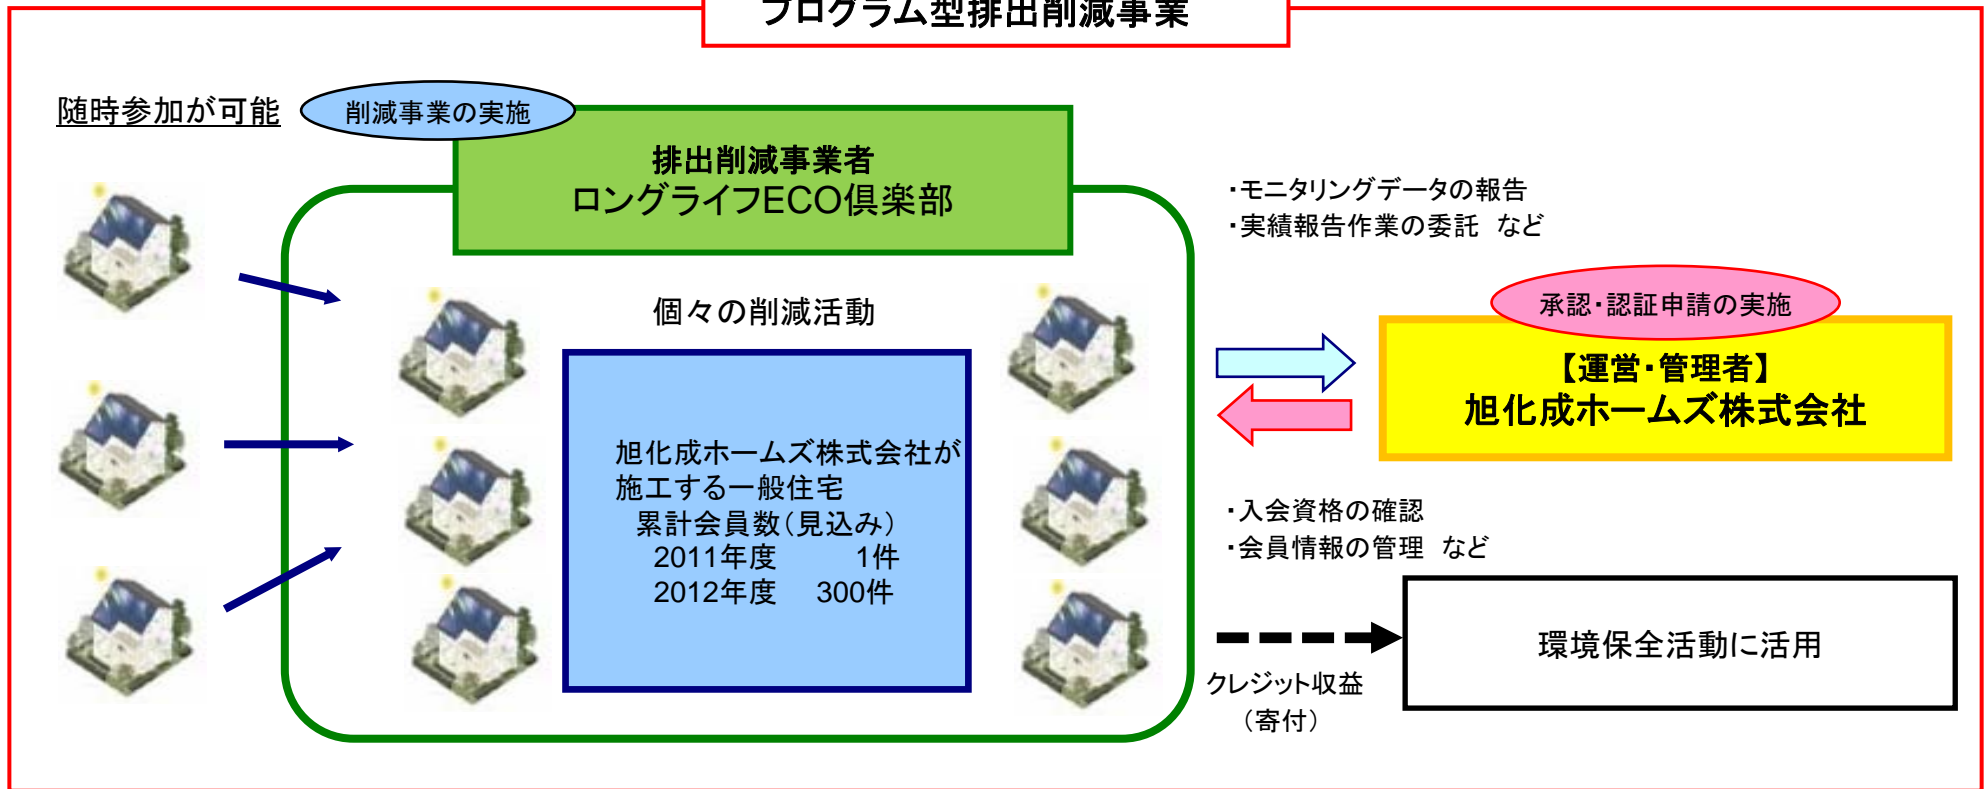 プログラム型排出削減事業
随時参加が可能
削減事業の実施
排出削減事業者
ロングライフECO倶楽部
・モニタリングデータの報告
・実績報告作業の委託 など
個々の削減活動
承認・認証申請の実施
【運営・管理者】
旭化成ホームズ株式会社
旭化成ホームズ株式会社が
施工する一般住宅
累計会員数（見込み）
2011年度 1件
2012年度 300件
・入会資格の確認
・会員情報の管理 など
クレジット収益
（寄付）
環境保全活動に活用